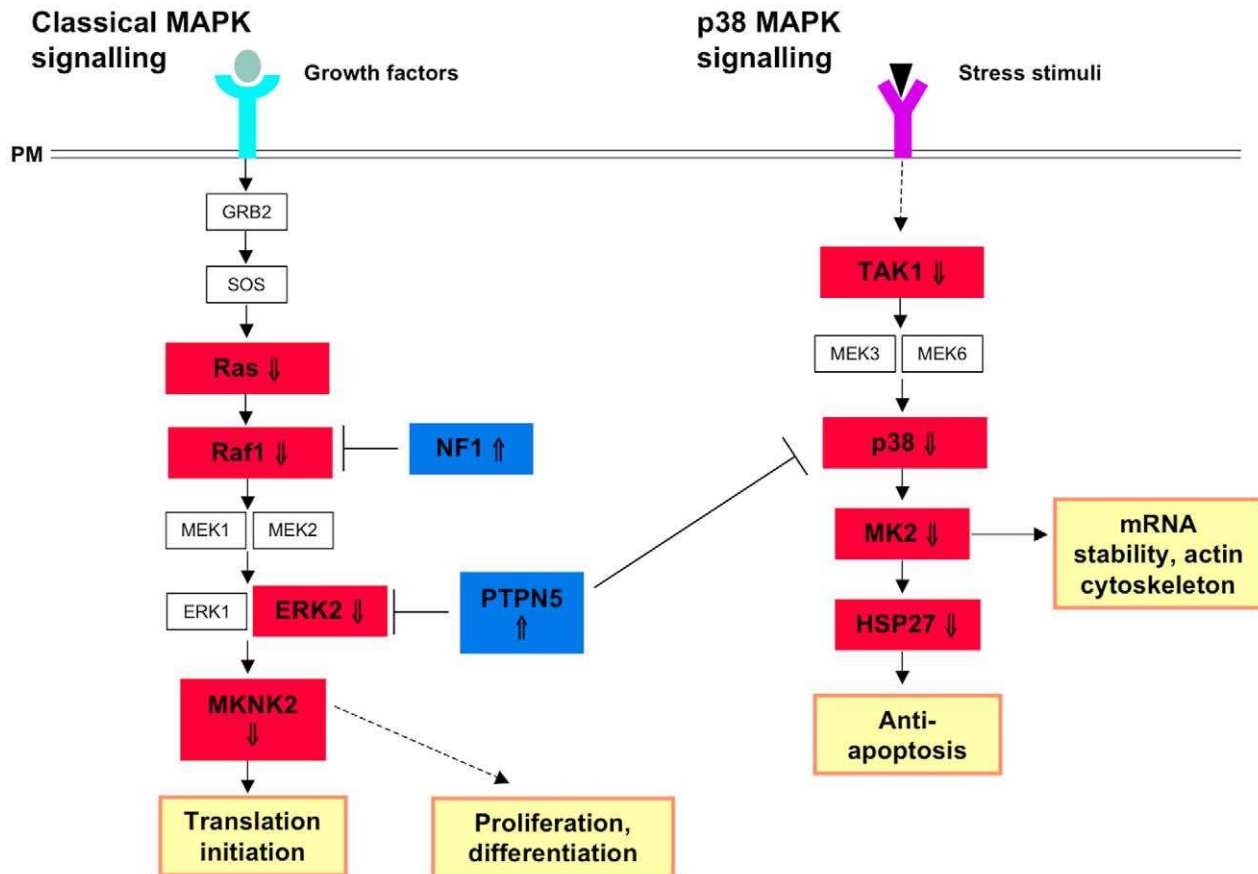 Classical MAPK
signalling
Growth factors
p38 MAPK
signalling
Stress stimuli
PM
GRB2
SOS
Ras ⇓
Raf1 ⇓
NF1 ⇑
MEK1
MEK2
ERK1
ERK2 ⇓
PTPN5
⇑
MKNK2
⇓
Translation
initiation
Proliferation,
differentiation
TAK1 ⇓
MEK3
MEK6
p38 ⇓
MK2 ⇓
mRNA
stability, actin
cytoskeleton
HSP27 ⇓
Anti-
apoptosis